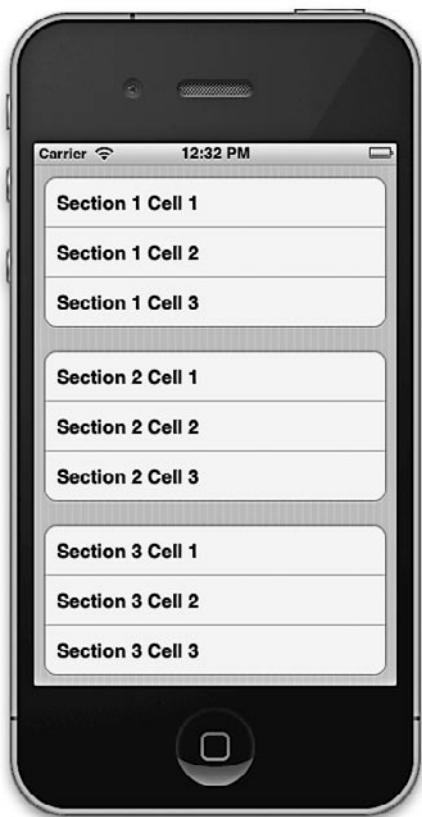 Carrier 12:32 PM
Section 1 Cell 1
Section 1 Cell 2
Section 1 Cell 3
Section 2 Cell 1
Section 2 Cell 2
Section 2 Cell 3
Section 3 Cell 1
Section 3 Cell 2
Section 3 Cell 3